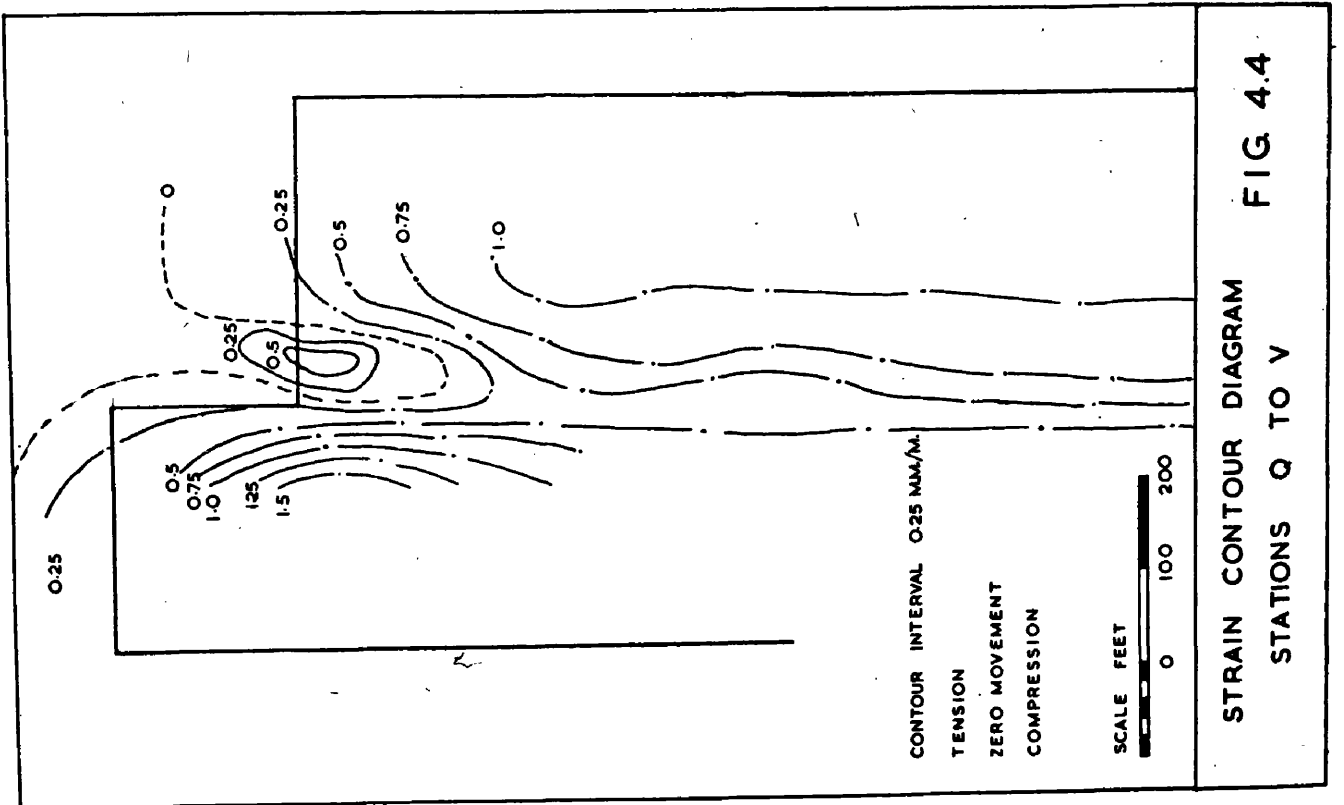 0
0.25
0.5
0.75
1.0
0.25
0.5
0.25
0.5
0.75
1.0
1.25
1.5
CONTOUR INTERVAL 0.25 MM./M.
TENSION
ZERO MOVEMENT
COMPRESSION
SCALE FEET
0 100 200
STRAIN CONTOUR DIAGRAM FIG. 4.4
STATIONS Q TO V